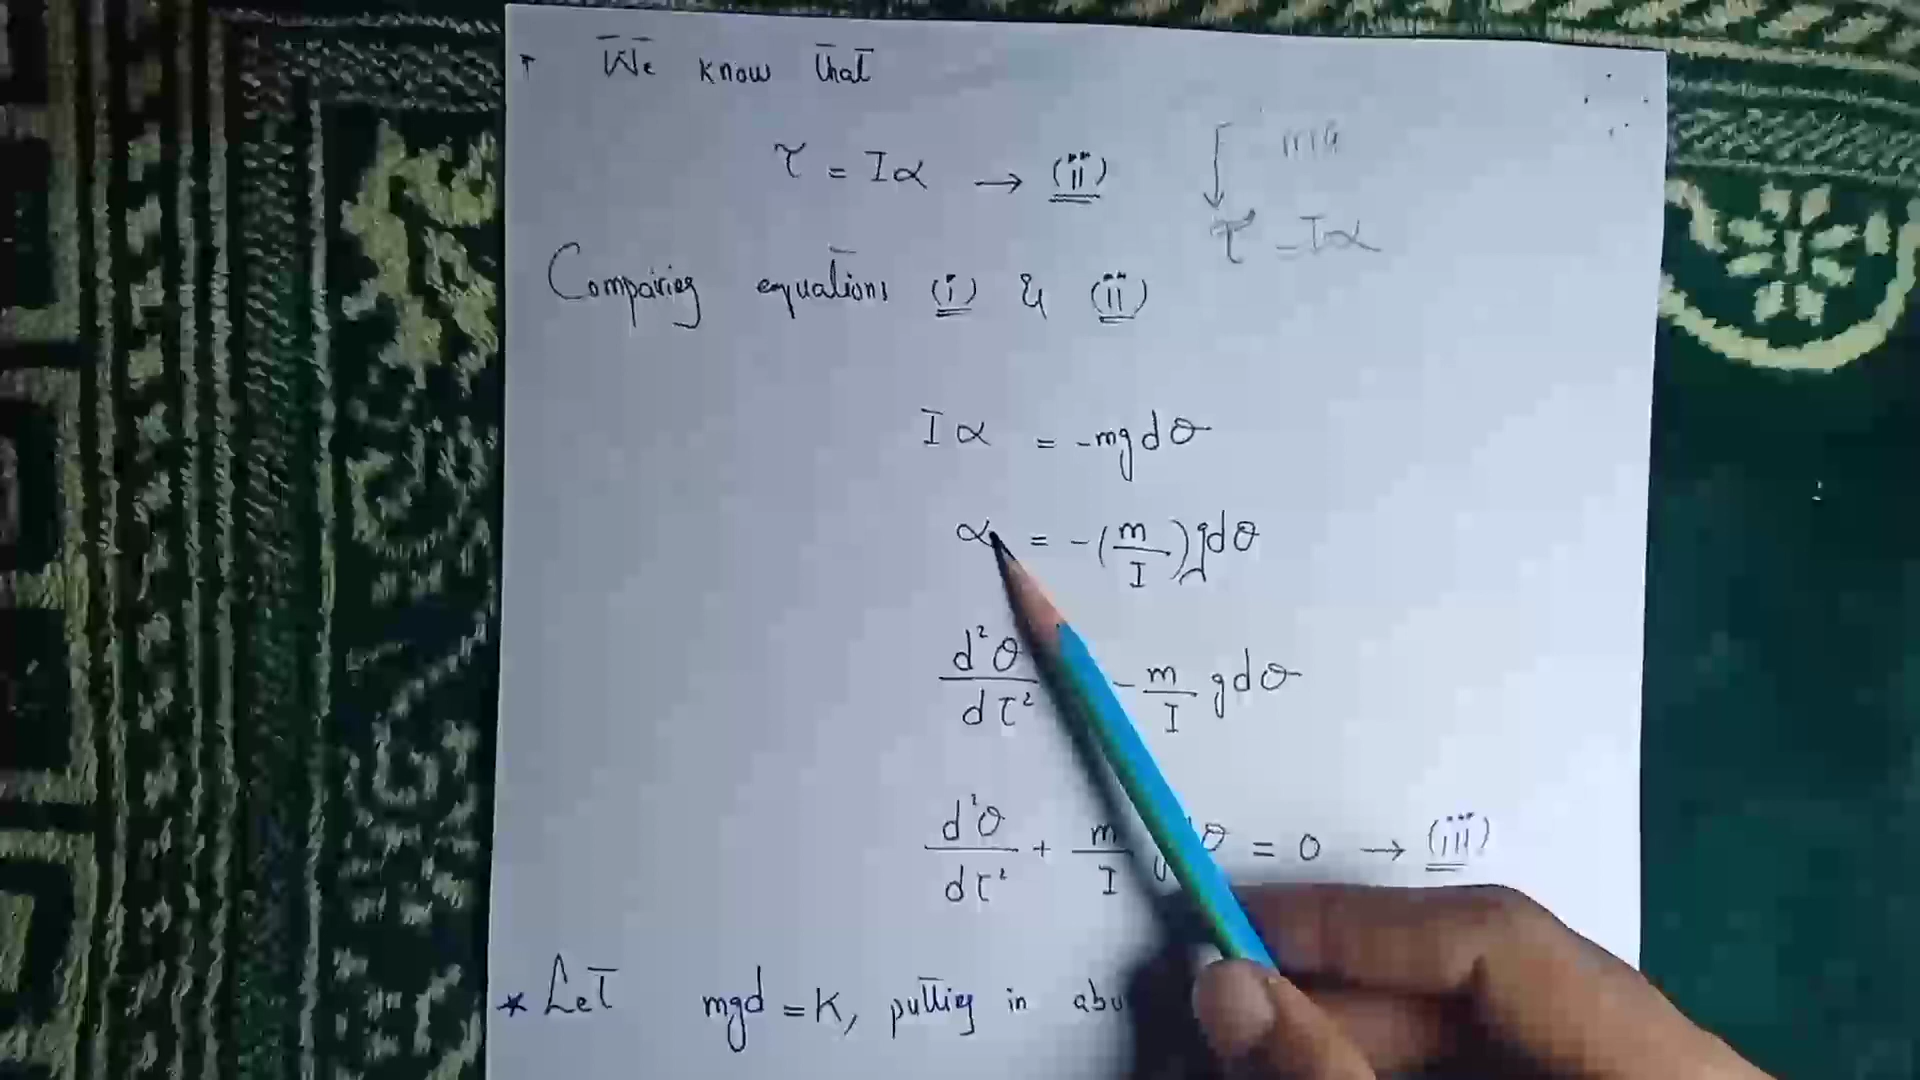 We know that
τ = Iα → (ii)
ma
τ = Iα
Comparing equations (i) & (ii)
Iα = -mgdθ
α = -(m/I)gdθ
d²θ/dt² - m/I gdθ
d²θ/dt² + m/I θ = 0 → (iii)
* Let mgd = K, putting in